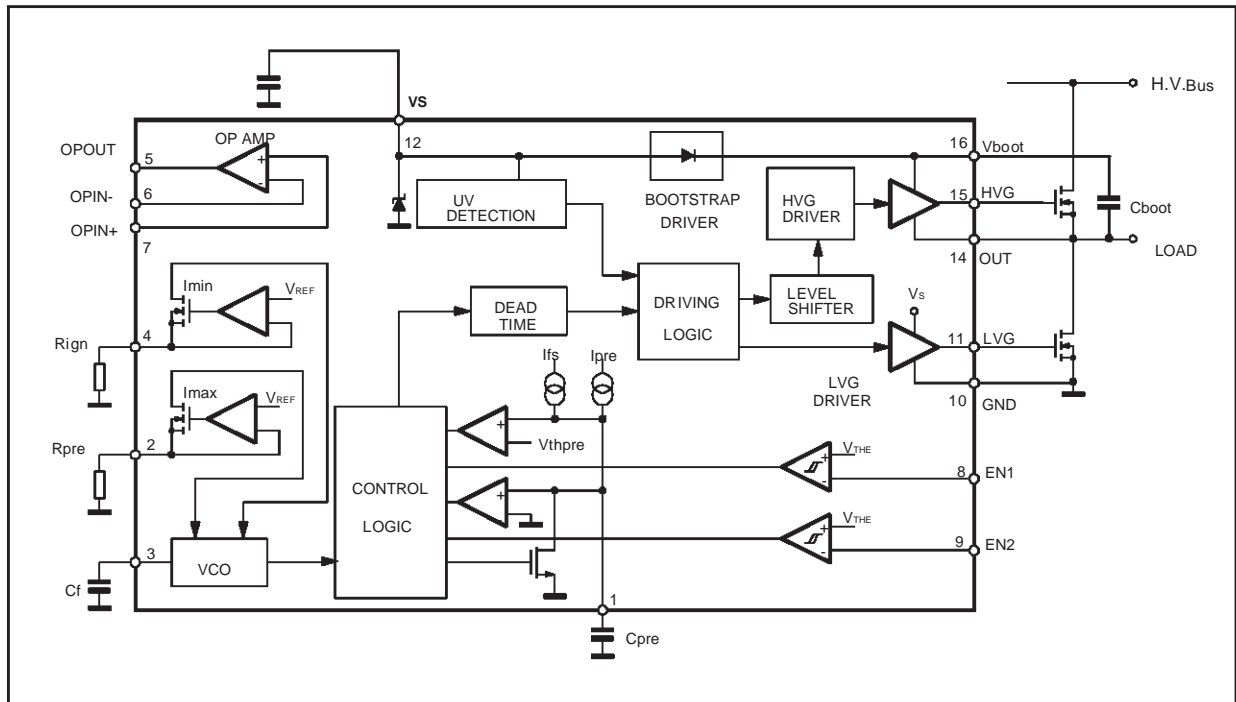 H.V.Bus
VS
OP AMP
12
16
Vboot
OPOUT
5
+
-
OPIN-
6
OPIN+
7
UV
DETECTION
BOOTSTRAP
DRIVER
HVG
DRIVER
15
HVG
Cboot
14
OUT
LOAD
Imin
VREF
4
Rign
DEAD
TIME
DRIVING
LOGIC
LEVEL
SHIFTER
VS
11
LVG
LVG
DRIVER
10
GND
Imax
VREF
2
Rpre
Ifs
Ipre
+
Vthpre
CONTROL
LOGIC
+
VTHE
+
-
8
EN1
VTHE
+
-
9
EN2
3
VCO
Cf
1
Cpre